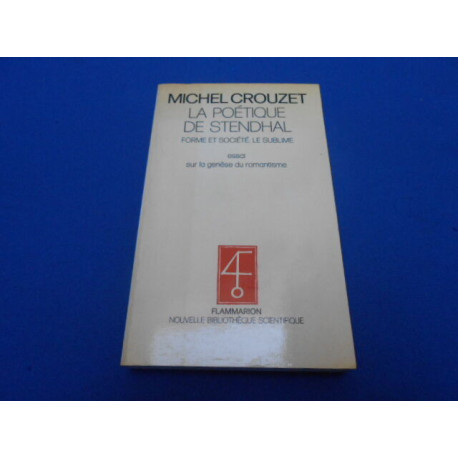 MICHEL CROUZET
LA POÉTIQUE
DE STENDHAL
FORME ET SOCIÉTÉ LE SUBLIME
essai
sur la genèse du romantisme
FLAMMARION
NOUVELLE BIBLIOTHÈQUE SCIENTIFIQUE